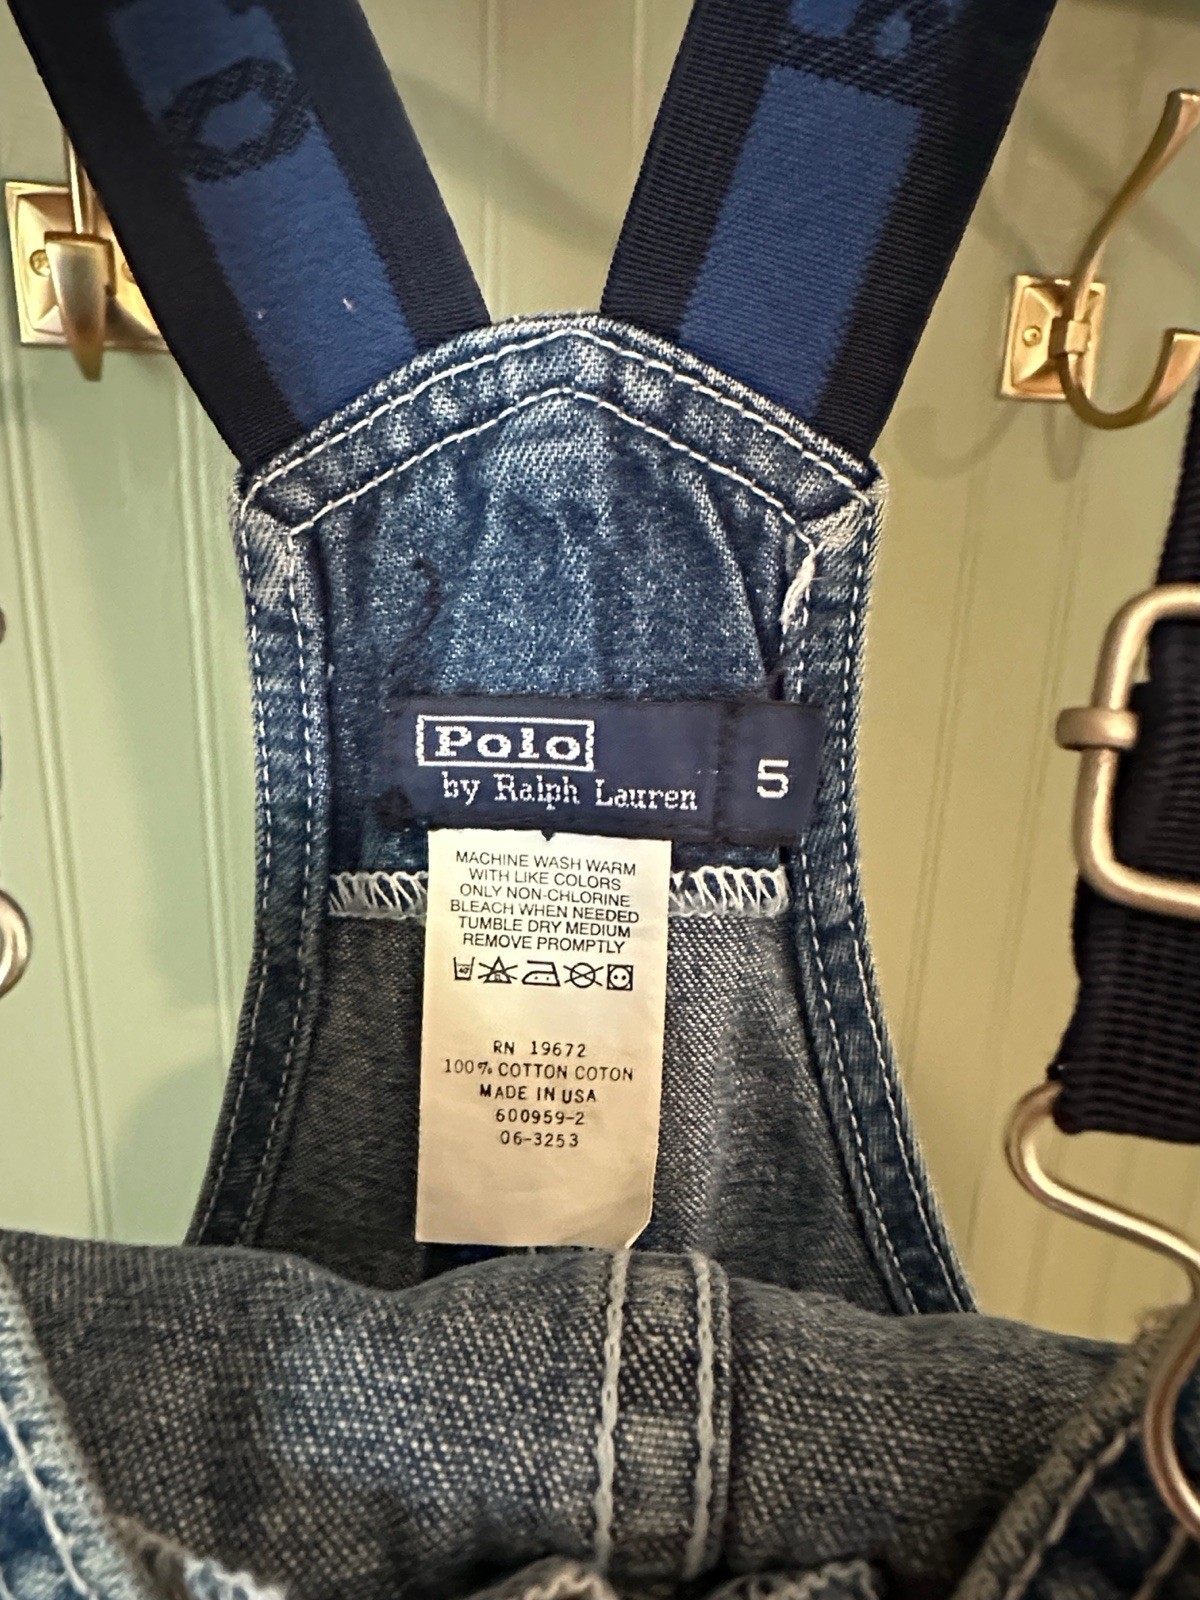 Polo
by Ralph Lauren
5
MACHINE WASH WARM
WITH LIKE COLORS
ONLY NON-CHLORINE
BLEACH WHEN NEEDED
TUMBLE DRY MEDIUM
REMOVE PROMPTLY
RN 19672
100% COTTON COTON
MADE IN USA
600959-2
06-3253